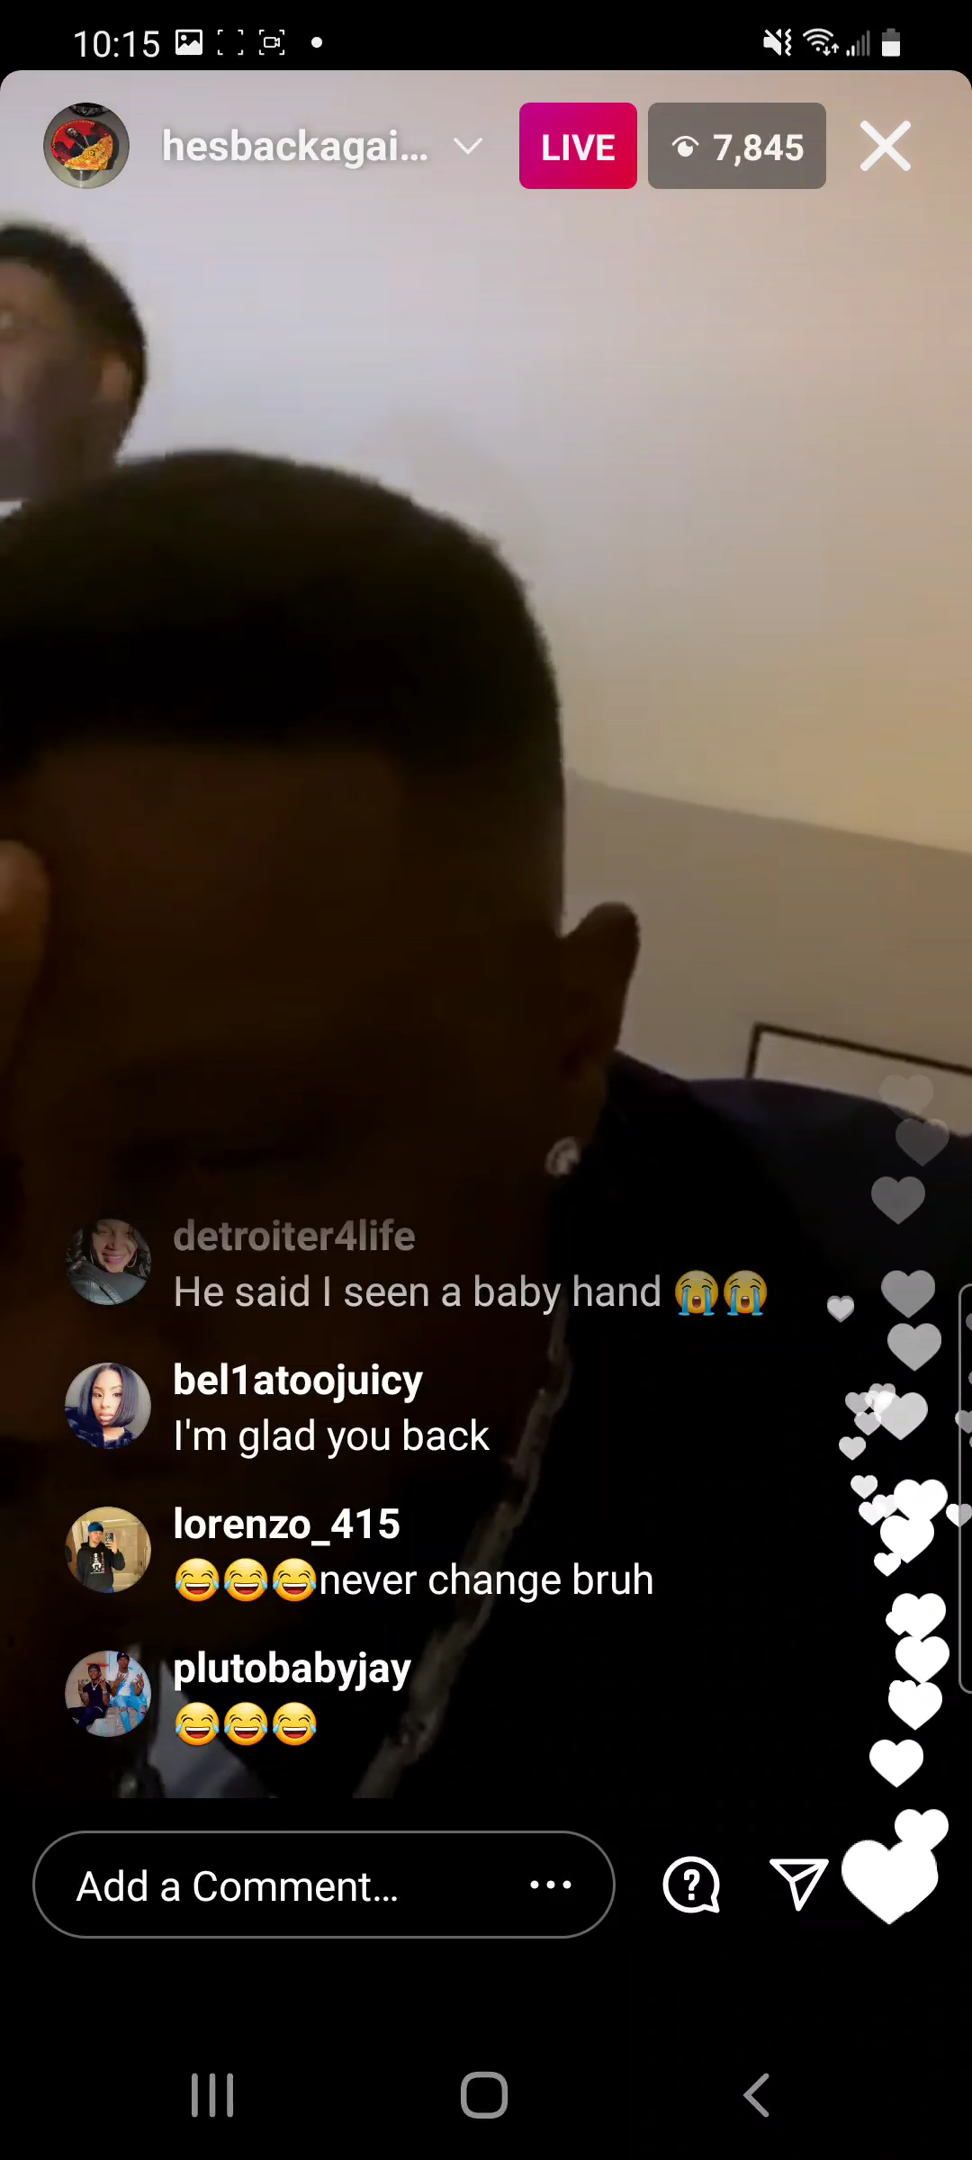 10:15
hesbackagai...
LIVE
7,845
detroiter4life
He said I seen a baby hand 😭😭
bel1atoojuicy
I'm glad you back
lorenzo_415
😂😂😂never change bruh
plutobabyjay
😂😂😂
Add a Comment...